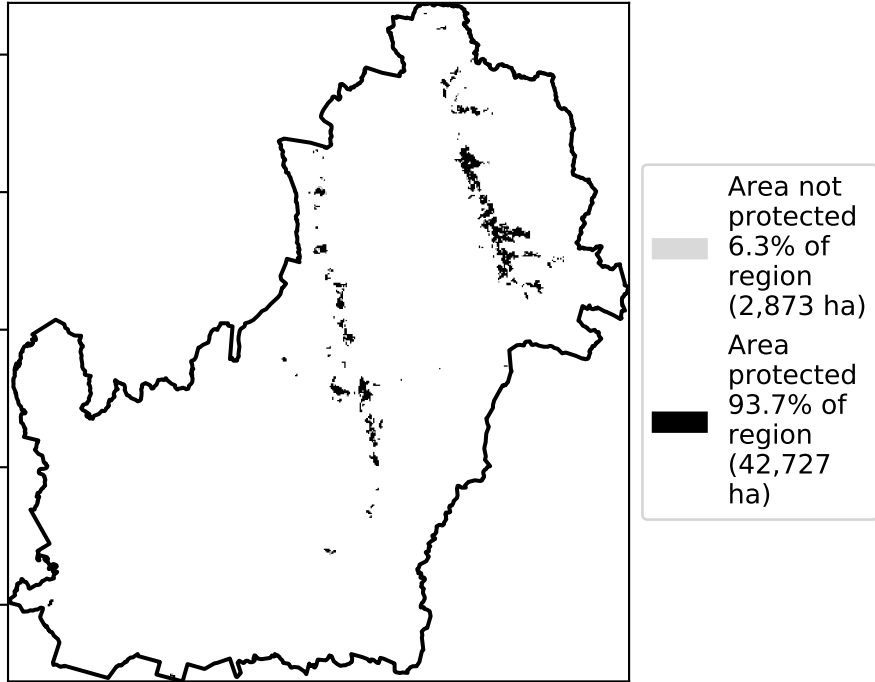 Area not
protected
6.3% of
region
(2,873 ha)
Area
protected
93.7% of
region
(42,727
ha)